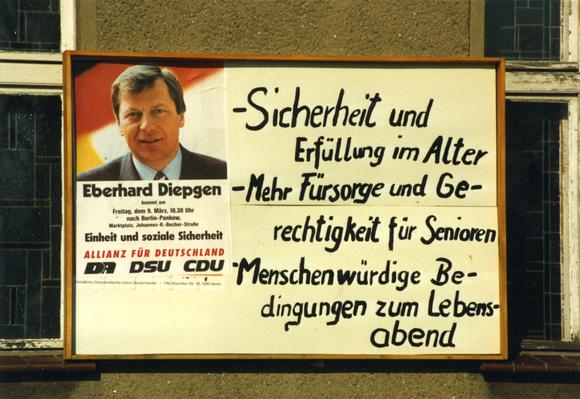 Eberhard Diepgen
kommt am
Freitag, dem 9. März, 16.30 Uhr
nach Berlin-Pankow,
Marktplatz, Johannes-R.-Becher-Straße
Einheit und soziale Sicherheit
ALLIANZ FÜR DEUTSCHLAND
DA DSU CDU
-Sicherheit und
Erfüllung im Alter
-Mehr Fürsorge und Ge-
rechtigkeit für Senioren
-Menschenwürdige Be-
dingungen zum Lebens-
abend